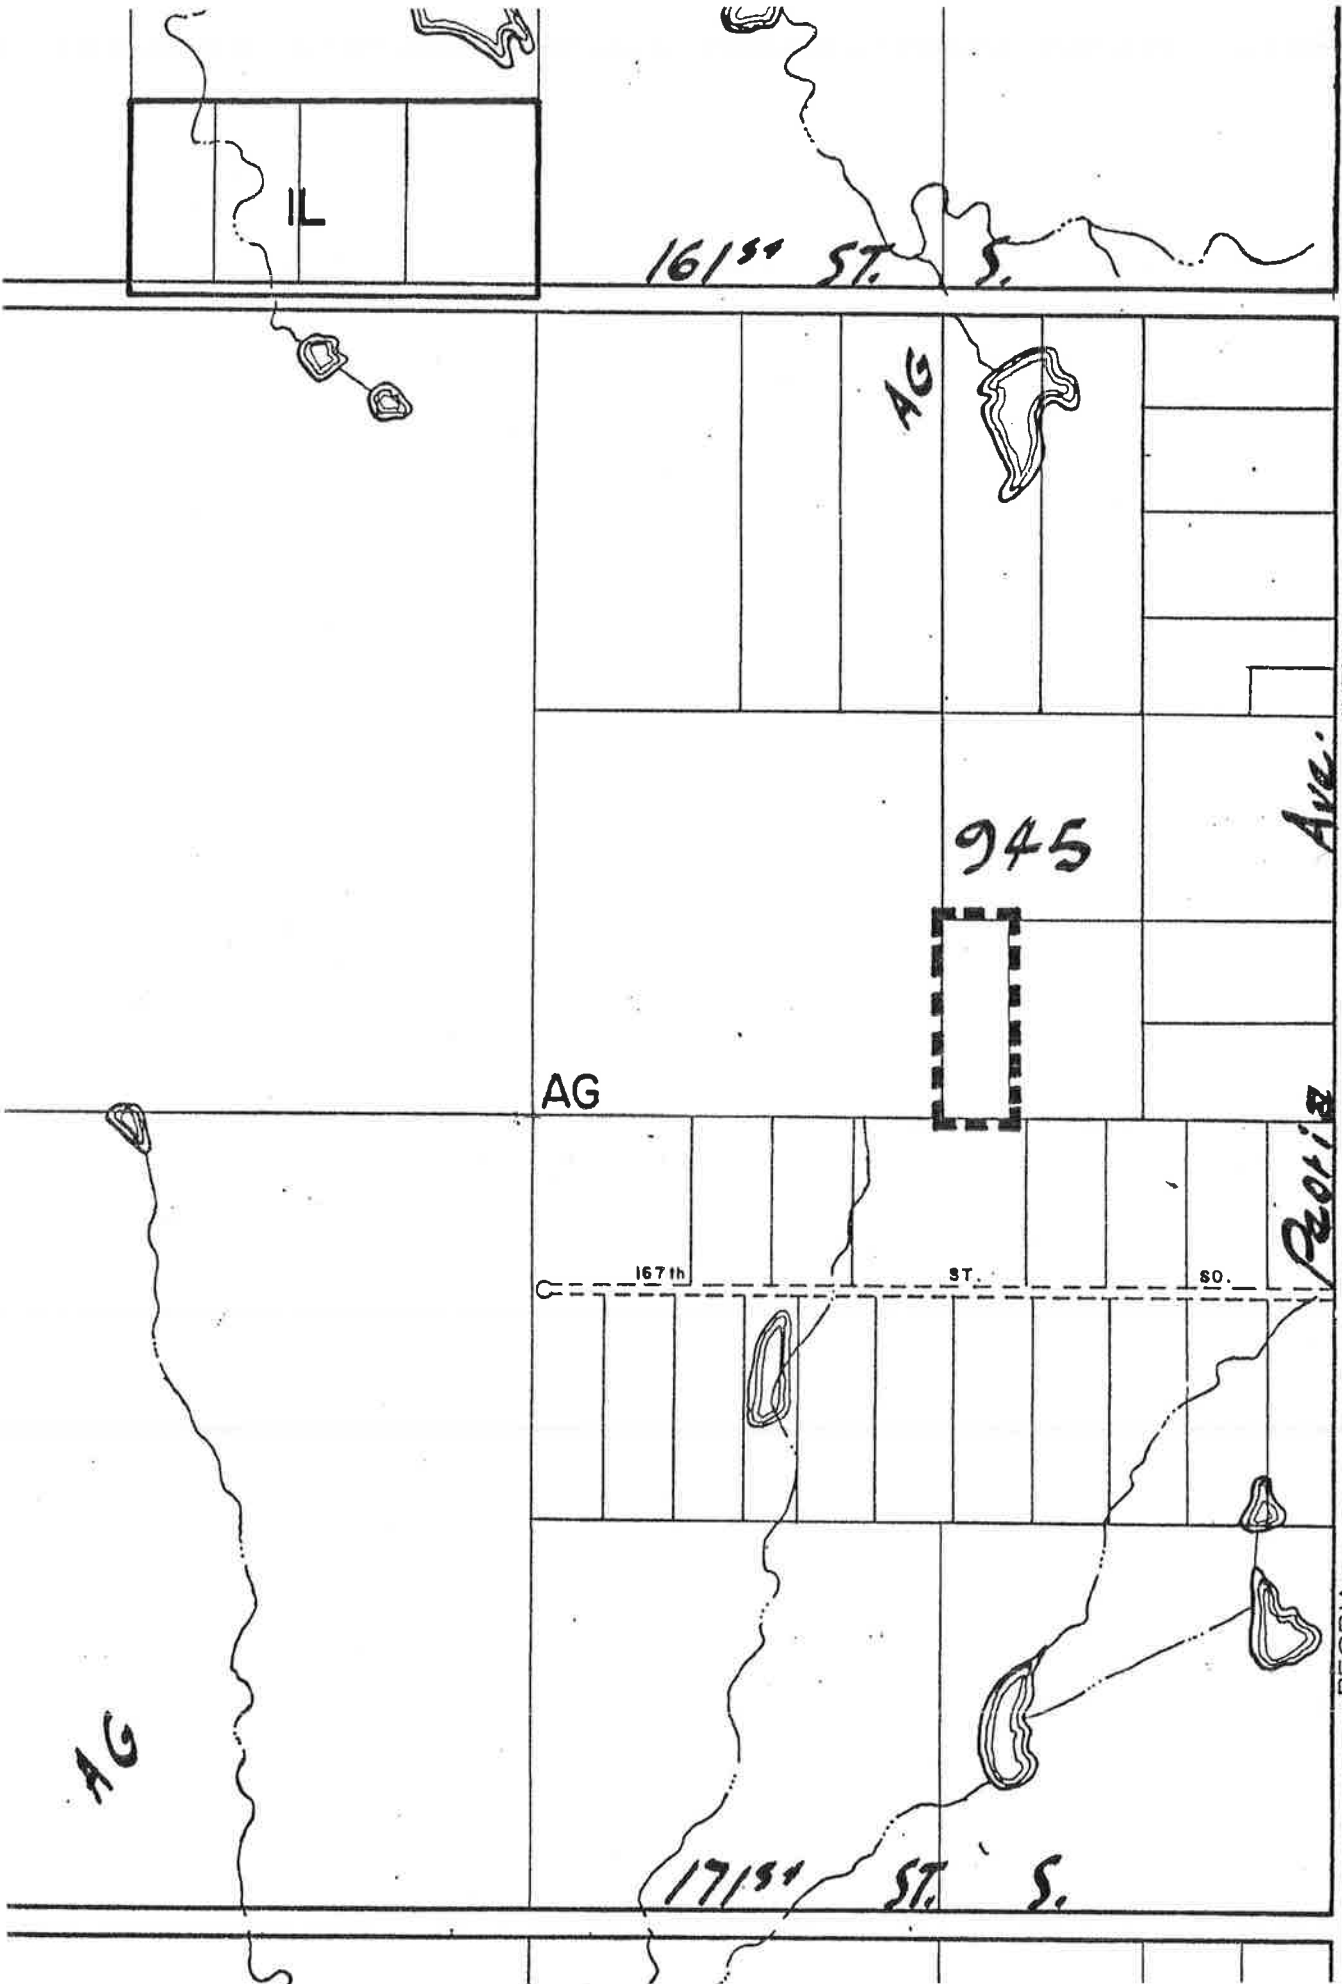 IL
161st ST. S.
AG
945
Ave.
AG
Peoria
167th ST. SO.
AG
171st ST. S.